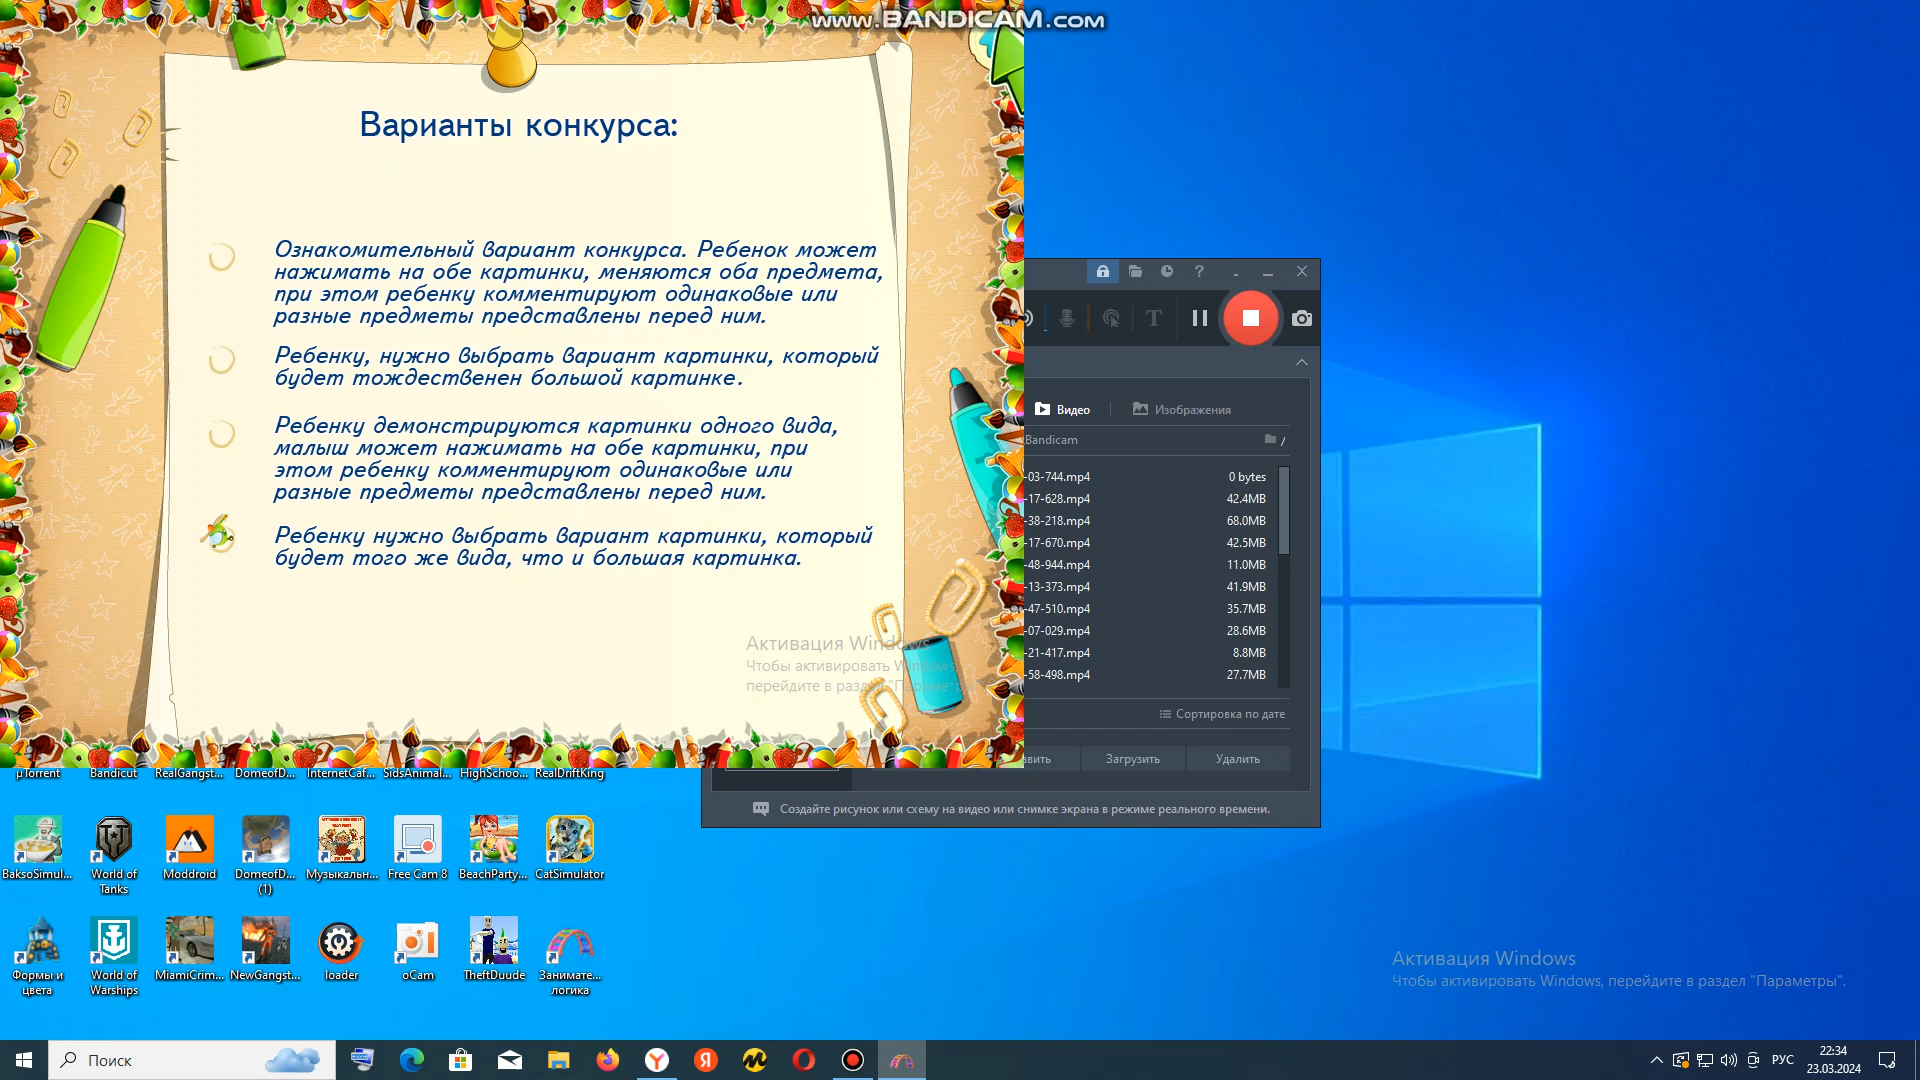 www.BANDICAM.com
Варианты конкурса:
Ознакомительный вариант конкурса. Ребенок может
нажимать на обе картинки, меняются оба предмета,
при этом ребенку комментируют одинаковые или
разные предметы представлены перед ним.
Ребенку, нужно выбрать вариант картинки, который
будет тождественен большой картинке.
Ребенку демонстрируются картинки одного вида,
малыш может нажимать на обе картинки, при
этом ребенку комментируют одинаковые или
разные предметы представлены перед ним.
Ребенку нужно выбрать вариант картинки, который
будет того же вида, что и большая картинка.
Активация Windows
Чтобы активировать Windows,
перейдите в раздел "Параметры
Видео
Изображения
Bandicam
/
-03-744.mp4 0 bytes
-17-628.mp4 42.4MB
-38-218.mp4 68.0MB
-17-670.mp4 42.5MB
-48-944.mp4 11.0MB
-13-373.mp4 41.9MB
-47-510.mp4 35.7MB
-07-029.mp4 28.6MB
-21-417.mp4 8.8MB
-58-498.mp4 27.7MB
Сортировка по дате
авить Загрузить Удалить
Создайте рисунок или схему на видео или снимке экрана в режиме реального времени.
µTorrent Bandicut RealGangst... DomeofD... InternetCaf... SidsAnimal... HighSchoo... RealDriftKing
BaksoSimul... World of Tanks Moddroid DomeofD... (1) Музыкальн... Free Cam 8 BeachParty... CatSimulator
Формы и цвета World of Warships MiamiCrim... NewGangst... loader oCam TheftDuude Занимате... логика
Активация Windows
Чтобы активировать Windows, перейдите в раздел "Параметры".
Поиск
РУС
22:34
23.03.2024